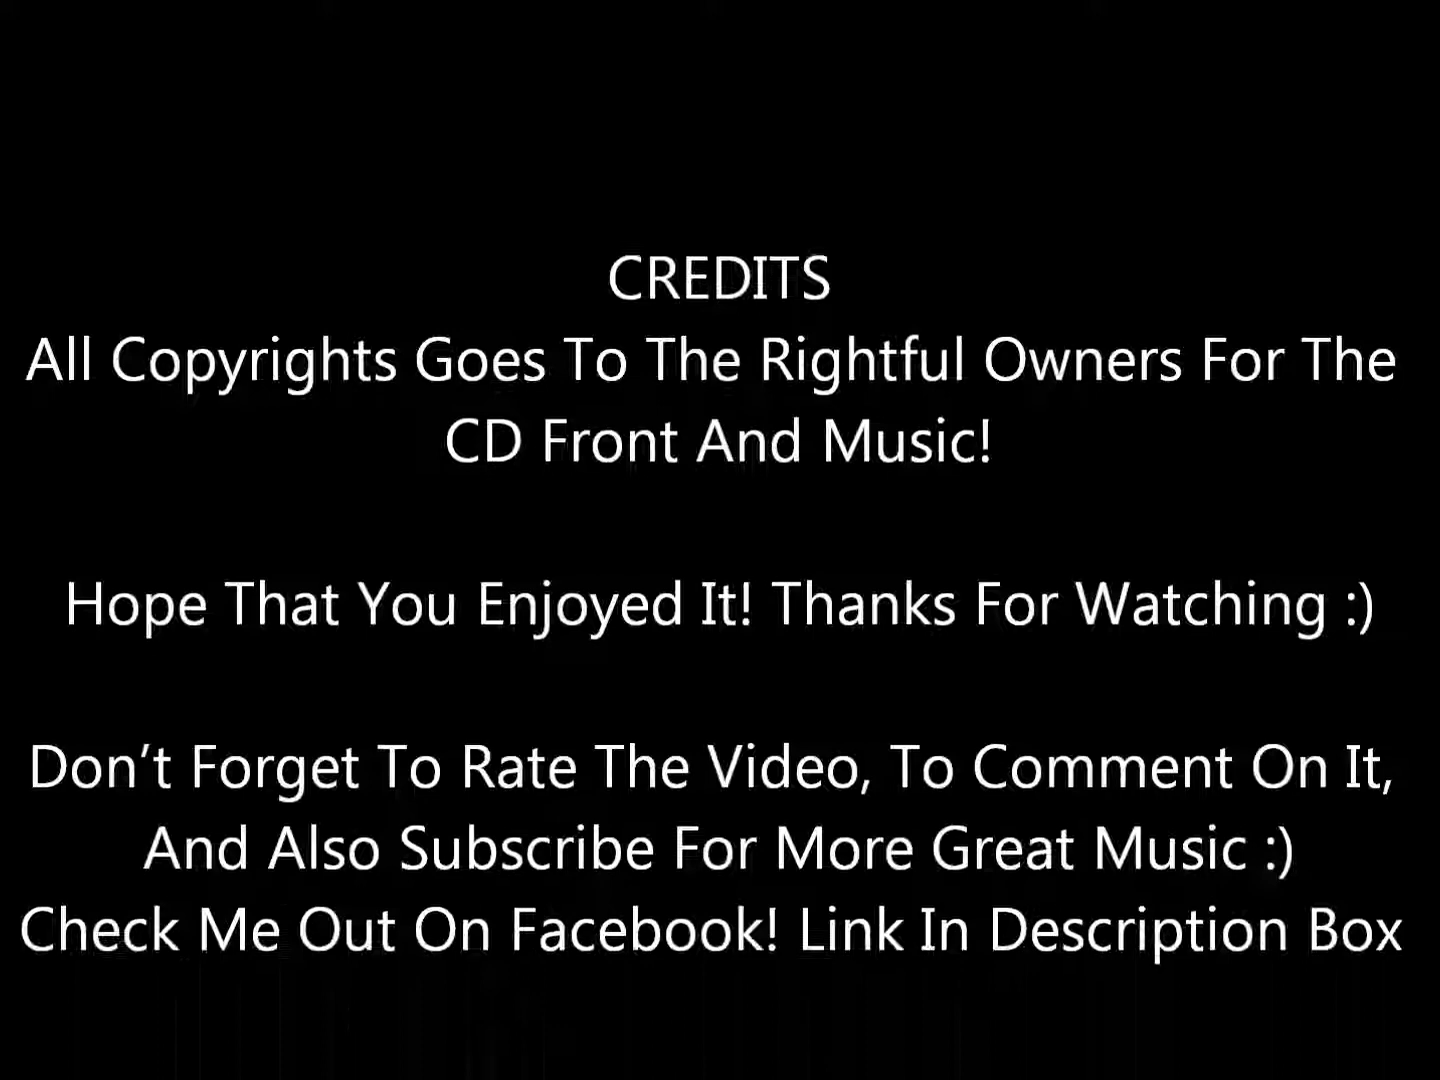 CREDITS
All Copyrights Goes To The Rightful Owners For The
CD Front And Music!
Hope That You Enjoyed It! Thanks For Watching :)
Don’t Forget To Rate The Video, To Comment On It,
And Also Subscribe For More Great Music :)
Check Me Out On Facebook! Link In Description Box